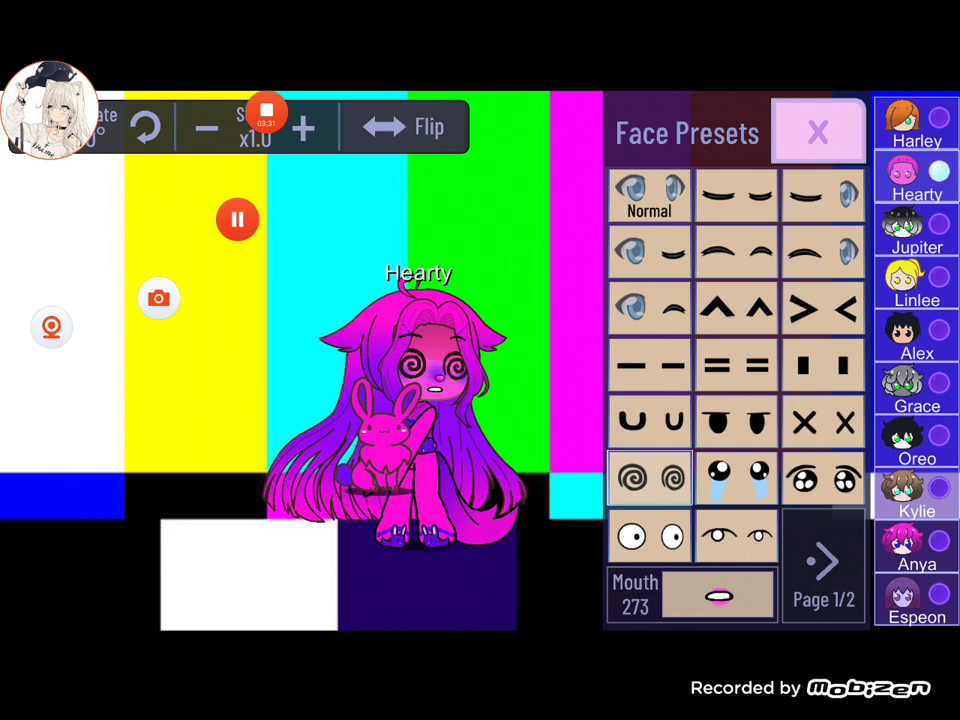 ate
x1.0
03:31
Flip
Hearty
Face Presets
X
Normal
Mouth
273
Page 1/2
Harley
Hearty
Jupiter
Linlee
Alex
Grace
Oreo
Kylie
Anya
Espeon
Recorded by Mobizen